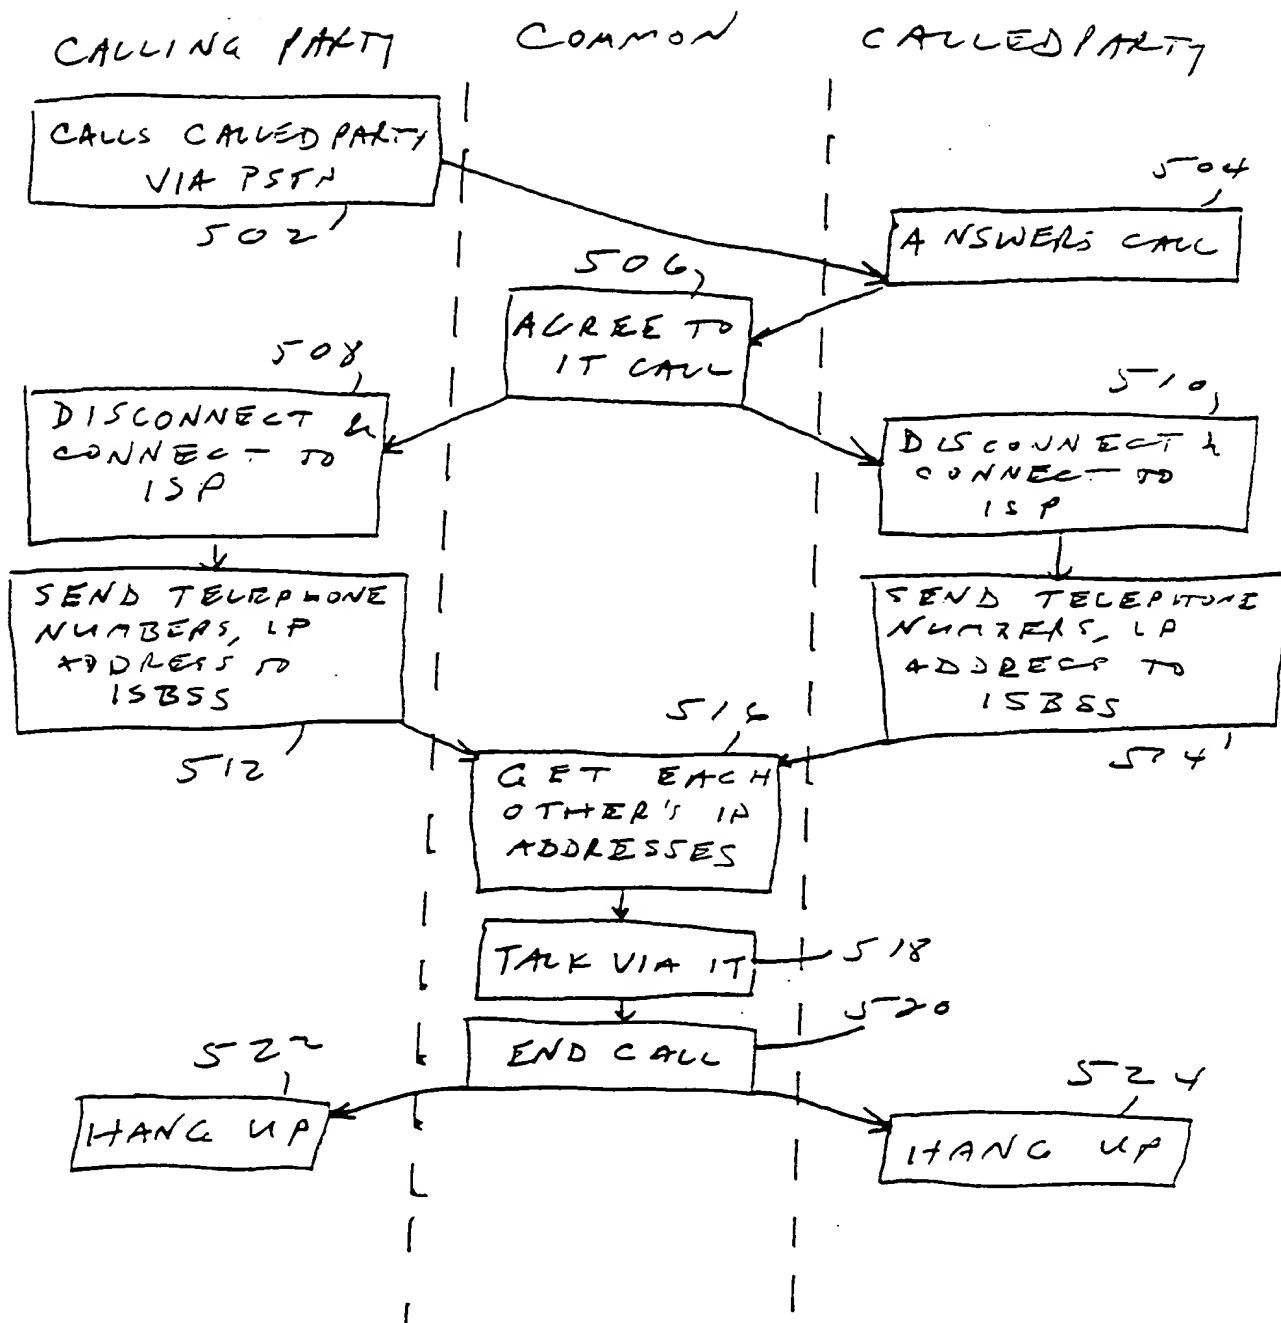 CALLING PARTY
COMMON
CALLED PARTY
CALLS CALLED PARTY
VIA PSTN
502
504
ANSWERS CALL
506
AGREE TO
IT CALL
508
DISCONNECT &
CONNECT TO
ISP
510
DISCONNECT &
CONNECT TO
ISP
SEND TELEPHONE
NUMBERS, IP
ADDRESS TO
ISBSS
512
SEND TELEPHONE
NUMBERS, IP
ADDRESS TO
ISBSS
514
516
GET EACH
OTHER'S IP
ADDRESSES
TALK VIA IT
518
520
END CALL
522
HANG UP
524
HANG UP